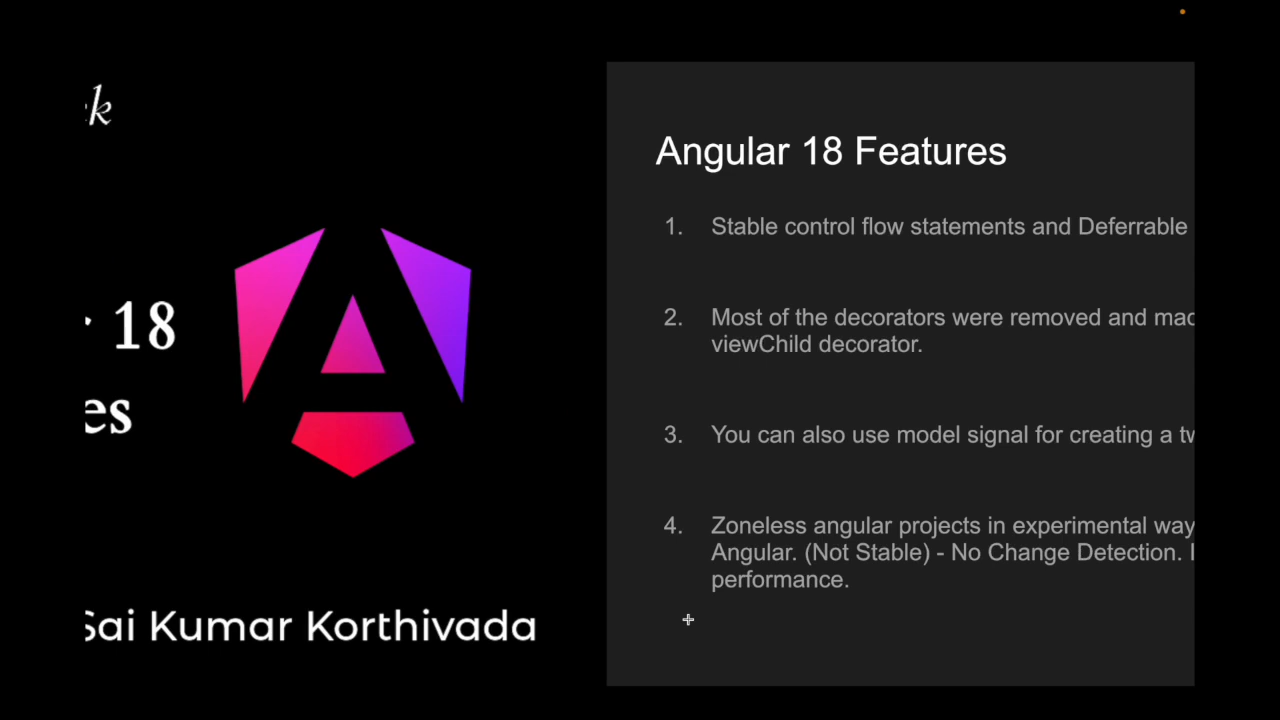 k
18
es
Sai Kumar Korthivada
Angular 18 Features
1. Stable control flow statements and Deferrable
2. Most of the decorators were removed and
viewChild decorator.
3. You can also use model signal for creating a
4. Zoneless angular projects in experimental way
Angular. (Not Stable) - No Change Detection.
performance.